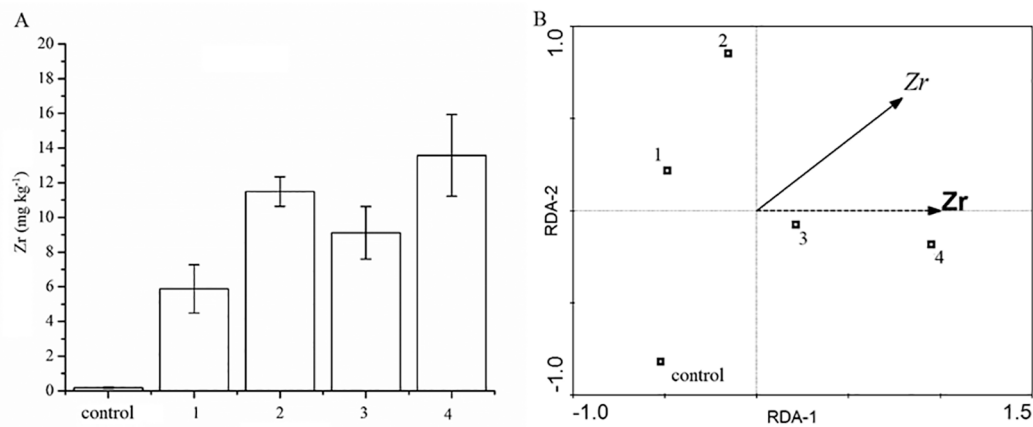 A
20
18
16
14
12
10
8
6
4
2
0
Zr (mg kg⁻¹)
control 1 2 3 4
B
1.0
-1.0
RDA-2
2
Zr
1
Zr
3
4
control
-1.0 RDA-1 1.5